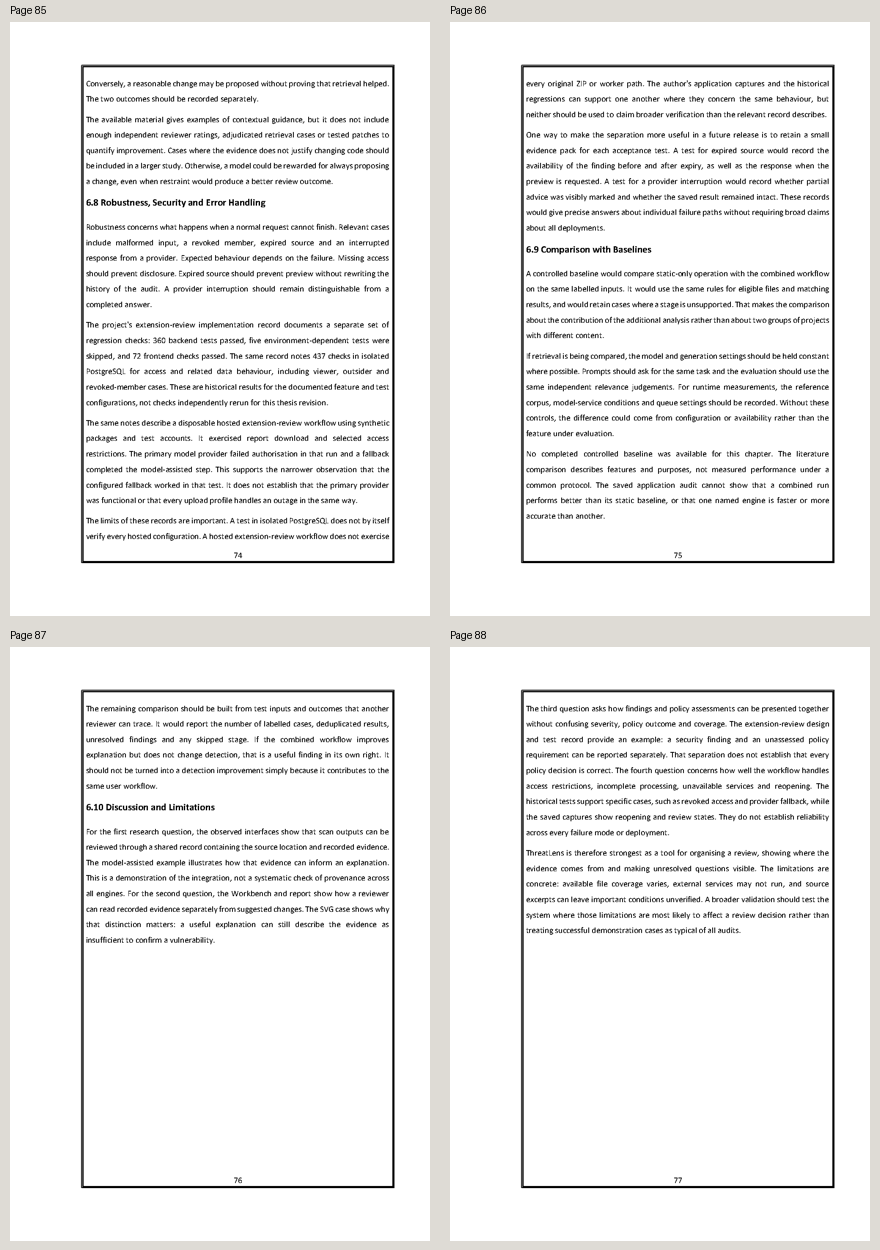 Page 85
Conversely, a reasonable change may be proposed without proving that retrieval helped.
The two outcomes should be recorded separately.
The available material gives examples of contextual guidance, but it does not include
enough independent reviewer ratings, adjudicated retrieval cases or tested patches to
quantify improvement. Cases where the evidence does not justify changing code should
be included in a larger study. Otherwise, a model could be rewarded for always proposing
a change, even when restraint would produce a better review outcome.
6.8 Robustness, Security and Error Handling
Robustness concerns what happens when a normal request cannot finish. Relevant cases
include malformed input, a revoked member, expired source and an interrupted
response from a provider. Expected behaviour depends on the failure. Missing access
should prevent disclosure. Expired source should prevent preview without rewriting the
history of the audit. A provider interruption should remain distinguishable from a
completed answer.
The project's extension-review implementation record documents a separate set of
regression checks: 360 backend tests passed, five environment-dependent tests were
skipped, and 72 frontend checks passed. The same record notes 437 checks in isolated
PostgreSQL for access and related data behaviour, including viewer, outsider and
revoked-member cases. These are historical results for the documented feature and test
configurations, not checks independently rerun for this thesis revision.
The same notes describe a disposable hosted extension-review workflow using synthetic
packages and test accounts. It exercised report download and selected access
restrictions. The primary model provider failed authorisation in that run and a fallback
completed the model-assisted step. This supports the narrower observation that the
configured fallback worked in that test. It does not establish that the primary provider
was functional or that every upload profile handles an outage in the same way.
The limits of these records are important. A test in isolated PostgreSQL does not by itself
verify every hosted configuration. A hosted extension-review workflow does not exercise
74
Page 86
every original ZIP or worker path. The author's application captures and the historical
regressions can support one another where they concern the same behaviour, but
neither should be used to claim broader verification than the relevant record describes.
One way to make the separation more useful in a future release is to retain a small
evidence pack for each acceptance test. A test for expired source would record the
availability of the finding before and after expiry, as well as the response when the
preview is requested. A test for a provider interruption would record whether partial
advice was visibly marked and whether the saved result remained intact. These records
would give precise answers about individual failure paths without requiring broad claims
about all deployments.
6.9 Comparison with Baselines
A controlled baseline would compare static-only operation with the combined workflow
on the same labelled inputs. It would use the same rules for eligible files and matching
results, and would retain cases where a stage is unsupported. That makes the comparison
about the contribution of the additional analysis rather than about two groups of projects
with different content.
If retrieval is being compared, the model and generation settings should be held constant
where possible. Prompts should ask for the same task and the evaluation should use the
same independent relevance judgements. For runtime measurements, the reference
corpus, model-service conditions and queue settings should be recorded. Without these
controls, the difference could come from configuration or availability rather than the
feature under evaluation.
No completed controlled baseline was available for this chapter. The literature
comparison describes features and purposes, not measured performance under a
common protocol. The saved application audit cannot show that a combined run
performs better than its static baseline, or that one named engine is faster or more
accurate than another.
75
Page 87
The remaining comparison should be built from test inputs and outcomes that another
reviewer can trace. It would report the number of labelled cases, deduplicated results,
unresolved findings and any skipped stage. If the combined workflow improves
explanation but does not change detection, that is a useful finding in its own right. It
should not be turned into a detection improvement simply because it contributes to the
same user workflow.
6.10 Discussion and Limitations
For the first research question, the observed interfaces show that scan outputs can be
reviewed through a shared record containing the source location and recorded evidence.
The model-assisted example illustrates how that evidence can inform an explanation.
This is a demonstration of the integration, not a systematic check of provenance across
all engines. For the second question, the Workbench and report show how a reviewer
can read recorded evidence separately from suggested changes. The SVG case shows why
that distinction matters: a useful explanation can still describe the evidence as
insufficient to confirm a vulnerability.
76
Page 88
The third question asks how findings and policy assessments can be presented together
without confusing severity, policy outcome and coverage. The extension-review design
and test record provide an example: a security finding and an unassessed policy
requirement can be reported separately. That separation does not establish that every
policy decision is correct. The fourth question concerns how well the workflow handles
access restrictions, incomplete processing, unavailable services and reopening. The
historical tests support specific cases, such as revoked access and provider fallback, while
the saved captures show reopening and review states. They do not establish reliability
across every failure mode or deployment.
ThreatLens is therefore strongest as a tool for organising a review, showing where the
evidence comes from and making unresolved questions visible. The limitations are
concrete: available file coverage varies, external services may not run, and source
excerpts can leave important conditions unverified. A broader validation should test the
system where those limitations are most likely to affect a review decision rather than
treating successful demonstration cases as typical of all audits.
77